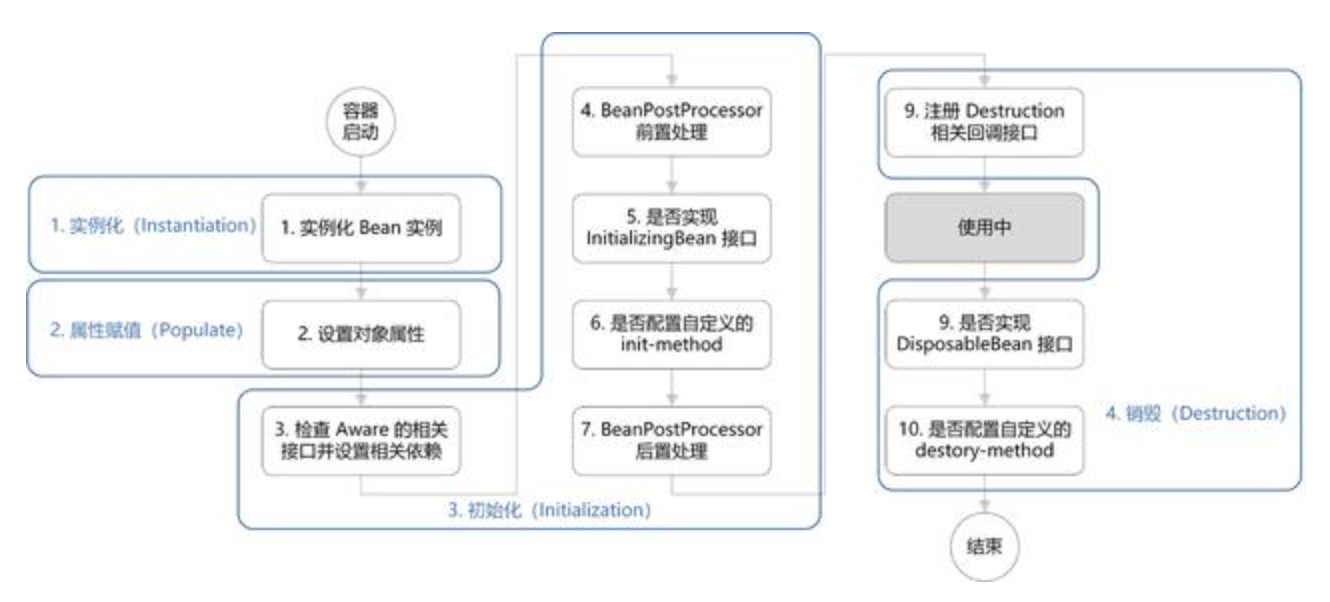 容器
启动
1. 实例化（Instantiation）
1. 实例化 Bean 实例
2. 属性赋值（Populate）
2. 设置对象属性
3. 检查 Aware 的相关
接口并设置相关依赖
3. 初始化（Initialization）
4. BeanPostProcessor
前置处理
5. 是否实现
InitializingBean 接口
6. 是否配置自定义的
init-method
7. BeanPostProcessor
后置处理
9. 注册 Destruction
相关回调接口
使用中
9. 是否实现
DisposableBean 接口
4. 销毁（Destruction）
10. 是否配置自定义的
destory-method
结束